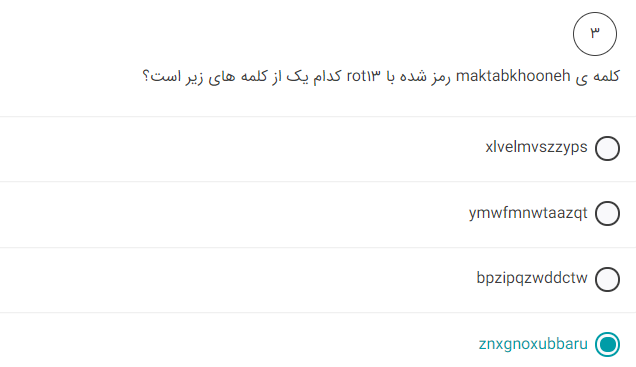 ۳
کلمه ی maktabkhooneh رمز شده با rot۱۳ کدام یک از کلمه های زیر است؟
xlvelmvszzyps
ymwfmnwtaazqt
bpzipqzwddctw
znxgnoxubbaru